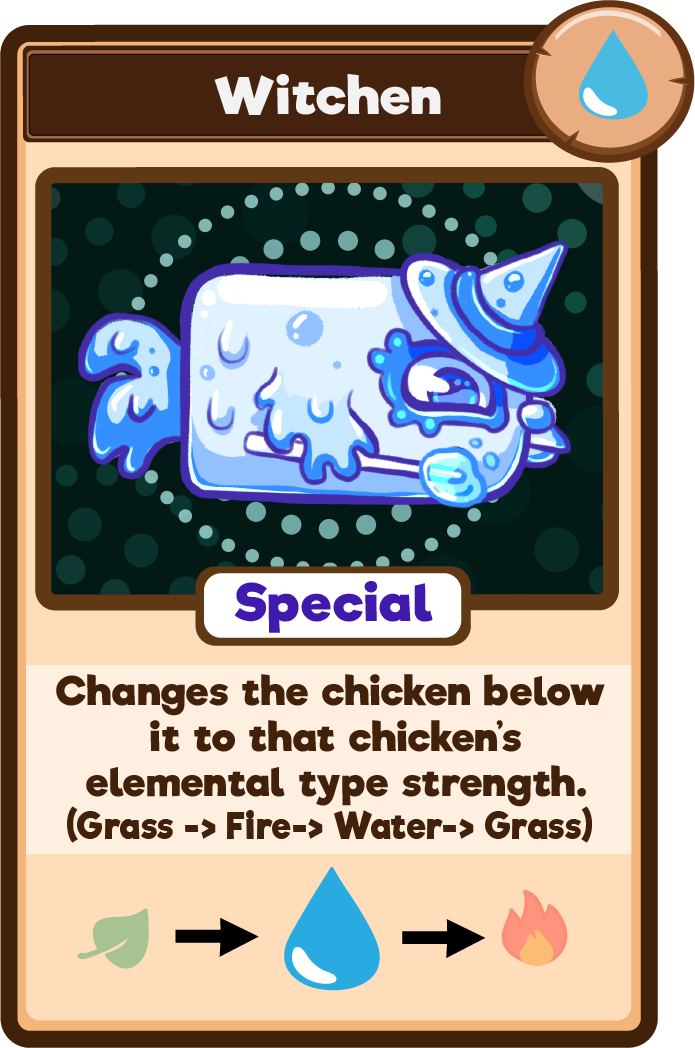 Witchen
Special
Changes the chicken below
it to that chicken's
elemental type strength.
(Grass -> Fire-> Water-> Grass)